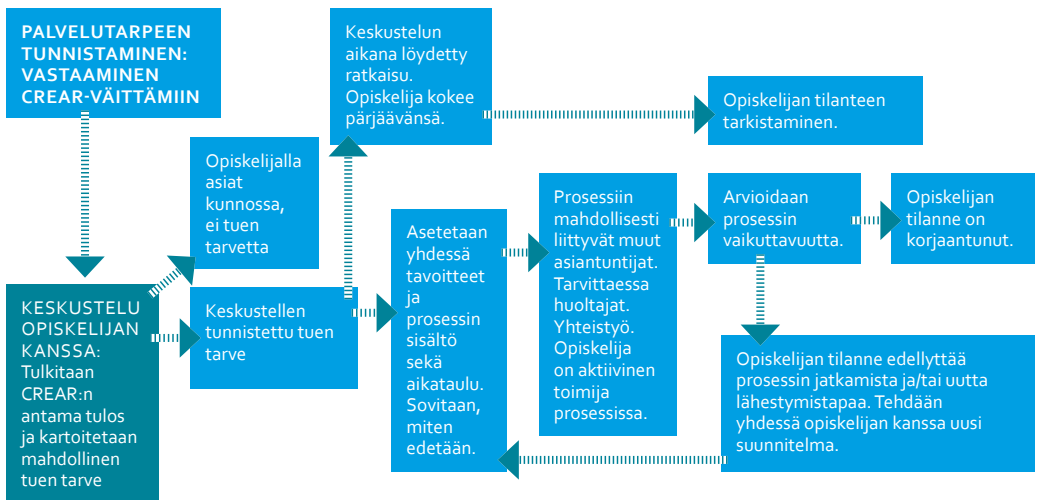 PALVELUTARPEEN
TUNNISTAMINEN:
VASTAAMINEN
CREAR-VÄITTÄMIIN
KESKUSTELU
OPISKELIJAN
KANSSA:
Tulkitaan
CREAR:n
antama tulos
ja kartoitetaan
mahdollinen
tuen tarve
Opiskelijalla
asiat
kunnossa,
ei tuen
tarvetta
Keskustellen
tunnistettu tuen
tarve
Keskustelun
aikana löydetty
ratkaisu.
Opiskelija kokee
pärjäävänsä.
Opiskelijan tilanteen
tarkistaminen.
Asetetaan
yhdessä
tavoitteet
ja
prosessin
sisältö
sekä
aikataulu.
Sovitaan,
miten
edetään.
Prosessiin
mahdollisesti
liittyvät muut
asiantuntijat.
Tarvittaessa
huoltajat.
Yhteistyö.
Opiskelija
on aktiivinen
toimija
prosessissa.
Arvioidaan
prosessin
vaikuttavuutta.
Opiskelijan
tilanne on
korjaantunut.
Opiskelijan tilanne edellyttää
prosessin jatkamista ja/tai uutta
lähestymistapaa. Tehdään
yhdessä opiskelijan kanssa uusi
suunnitelma.